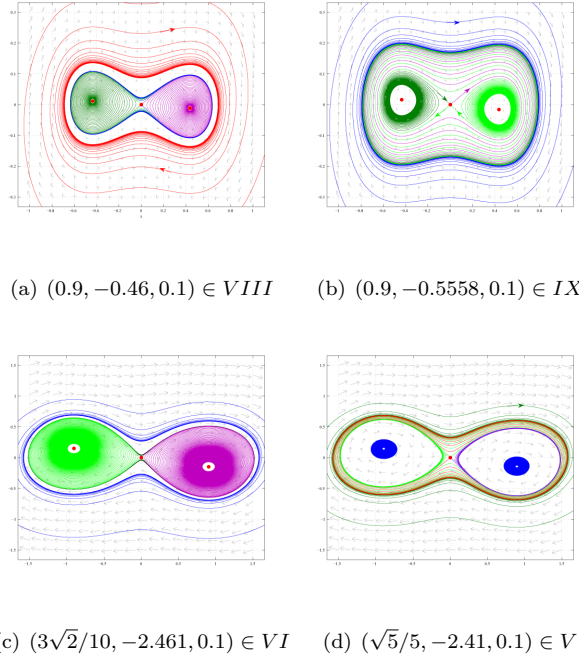 (a) (0.9, −0.46, 0.1) ∈ VIII
(b) (0.9, −0.5558, 0.1) ∈ IX
(c) (3√2/10, −2.461, 0.1) ∈ VI
(d) (√5/5, −2.41, 0.1) ∈ V